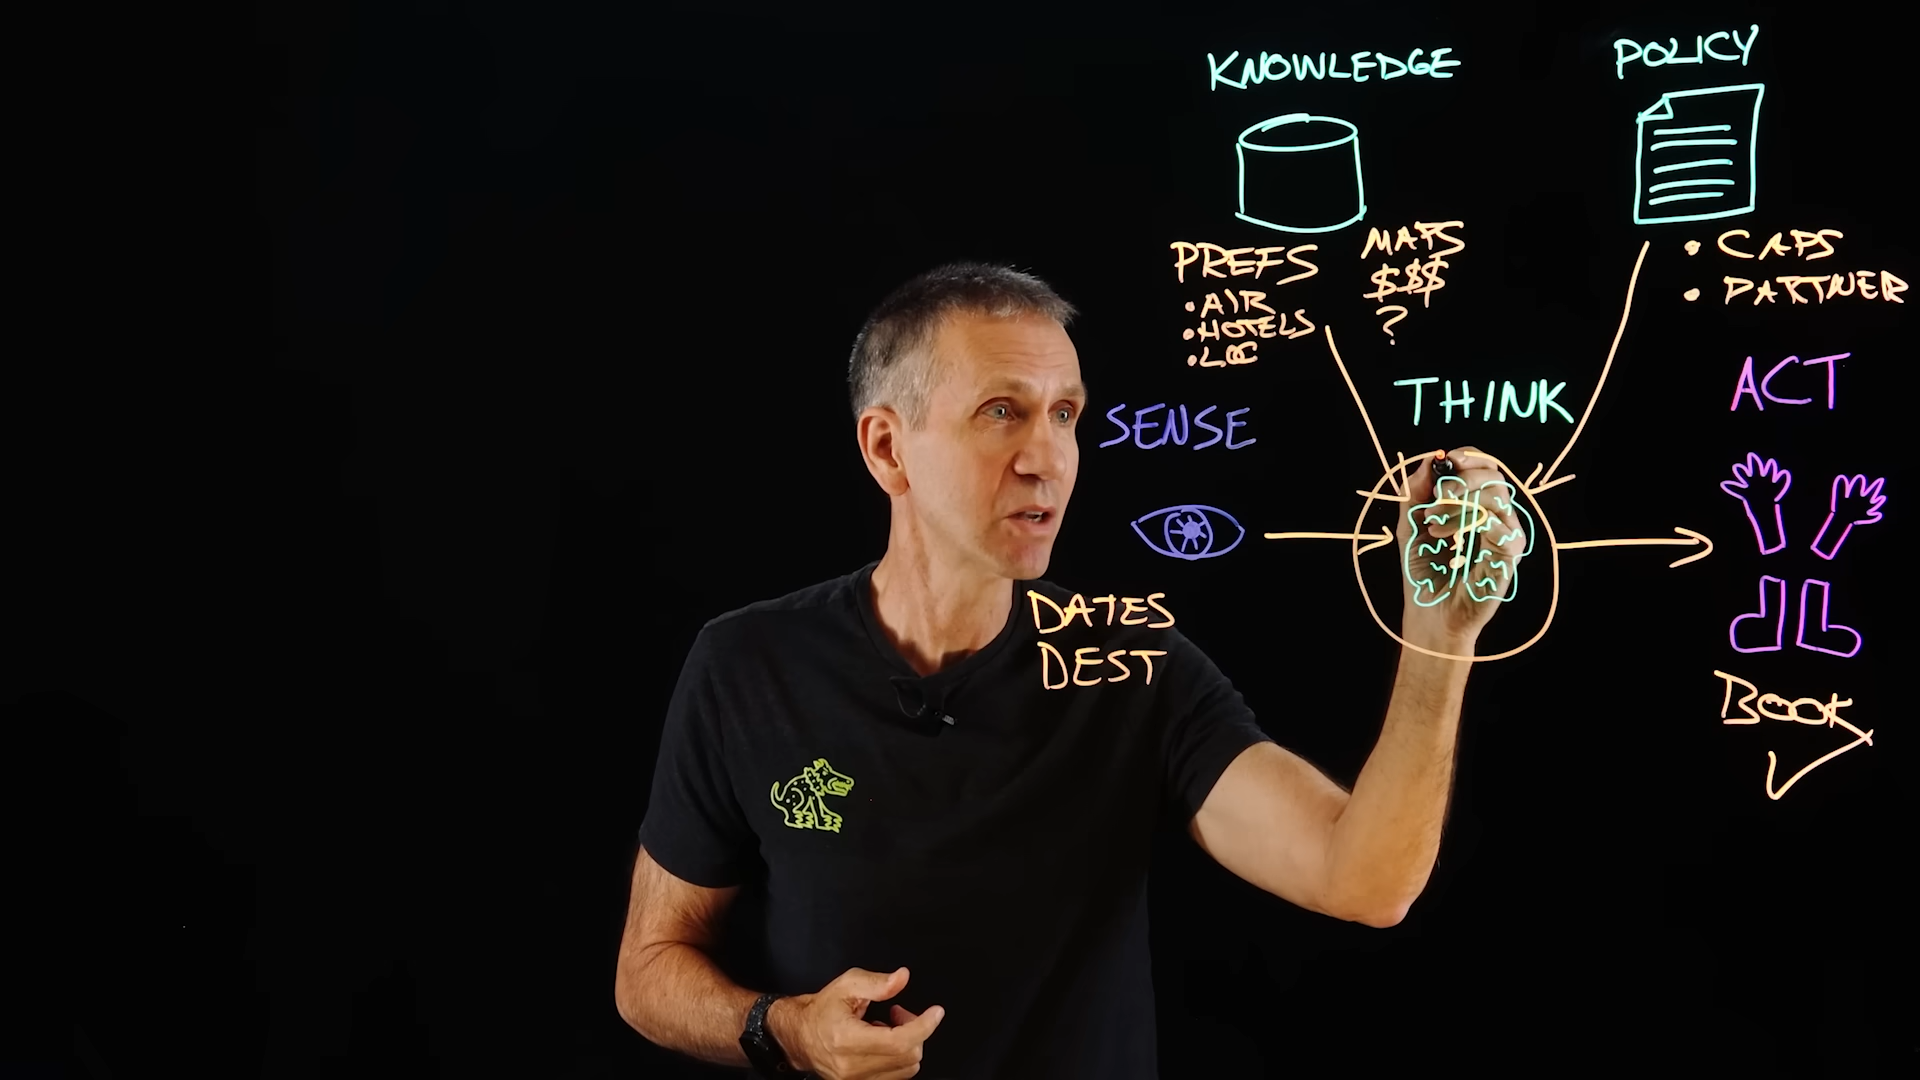 KNOWLEDGE
POLICY
PREFS
• AIR
• HOTELS
• LOC
MAPS
$$$
?
• CAPS
• PARTNER
SENSE
THINK
ACT
DATES
DEST
BOOK